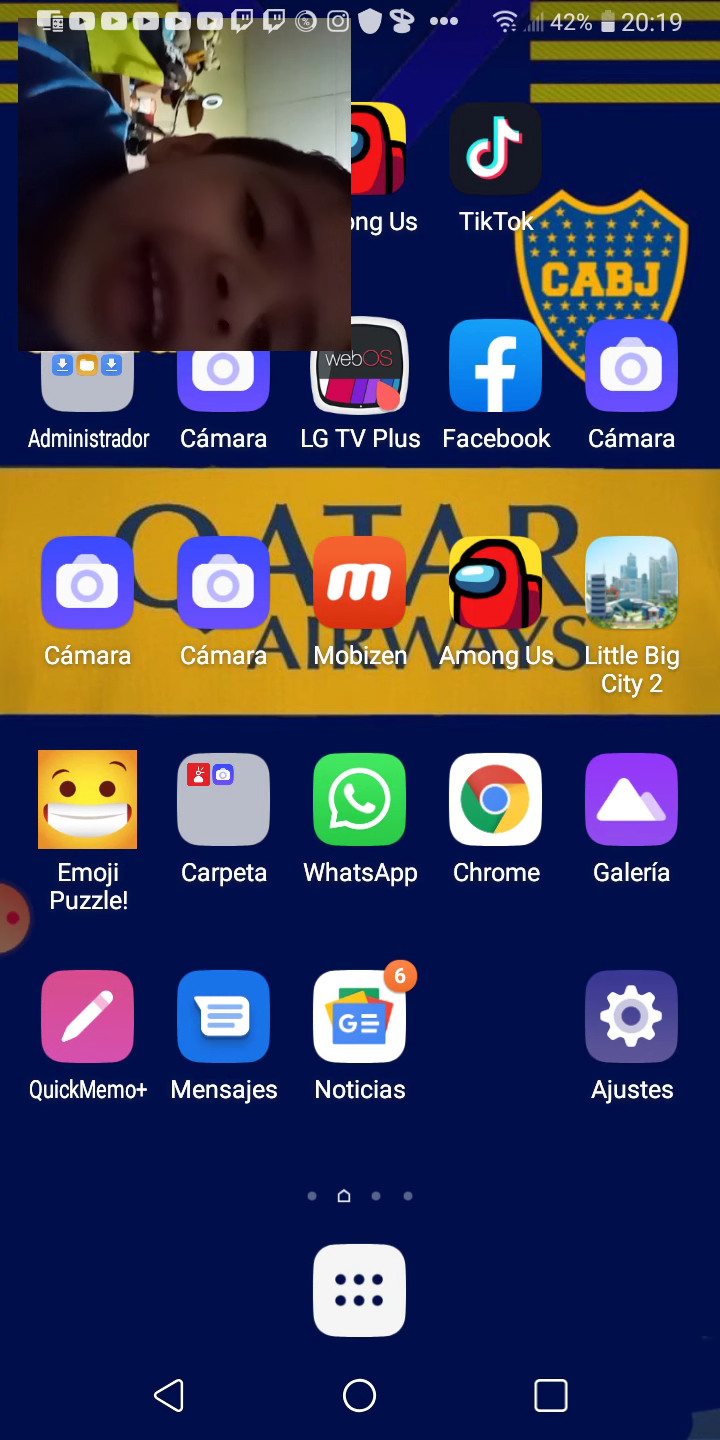 42% 20:19
ong Us
TikTok
CABJ
webOS
Administrador
Cámara
LG TV Plus
Facebook
Cámara
QATAR
AIRWAYS
Cámara
Cámara
Mobizen
Among Us
Little Big
City 2
Emoji
Puzzle!
Carpeta
WhatsApp
Chrome
Galería
6
GE
QuickMemo+
Mensajes
Noticias
Ajustes